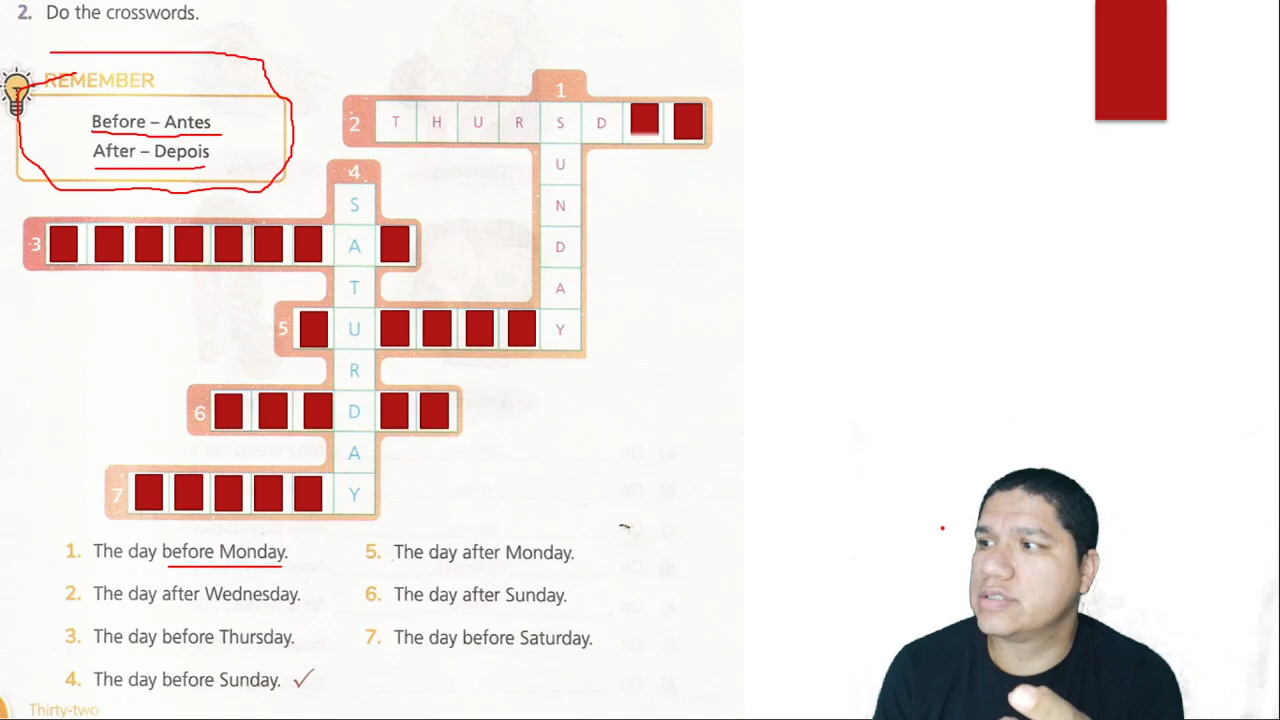 2. Do the crosswords.
REMEMBER
Before – Antes
After – Depois
1
2 T H U R S D
U
4
S
N
3 A D
T A
5 U Y
R
6 D
A
7 Y
1. The day before Monday.
2. The day after Wednesday.
3. The day before Thursday.
4. The day before Sunday. ✓
5. The day after Monday.
6. The day after Sunday.
7. The day before Saturday.
Thirty-two